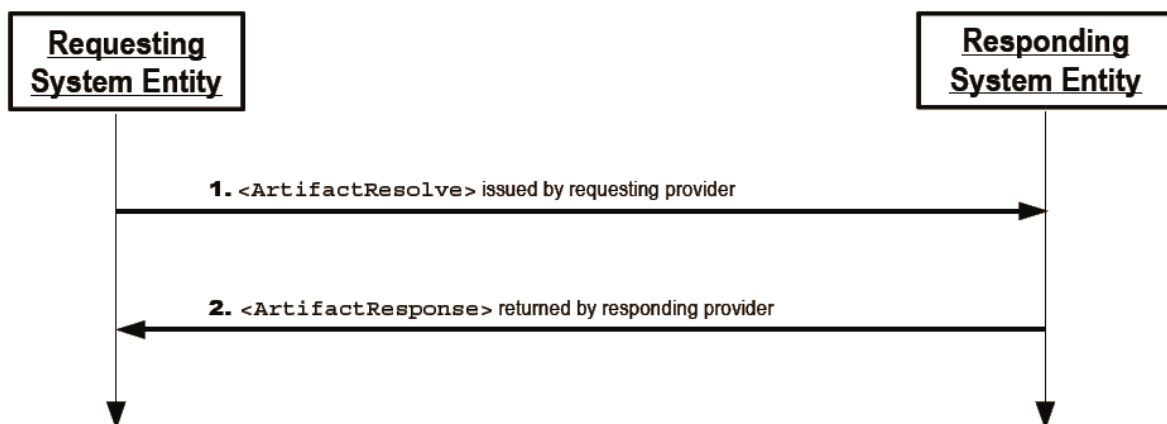 Requesting
System Entity
Responding
System Entity
1. <ArtifactResolve> issued by requesting provider
2. <ArtifactResponse> returned by responding provider